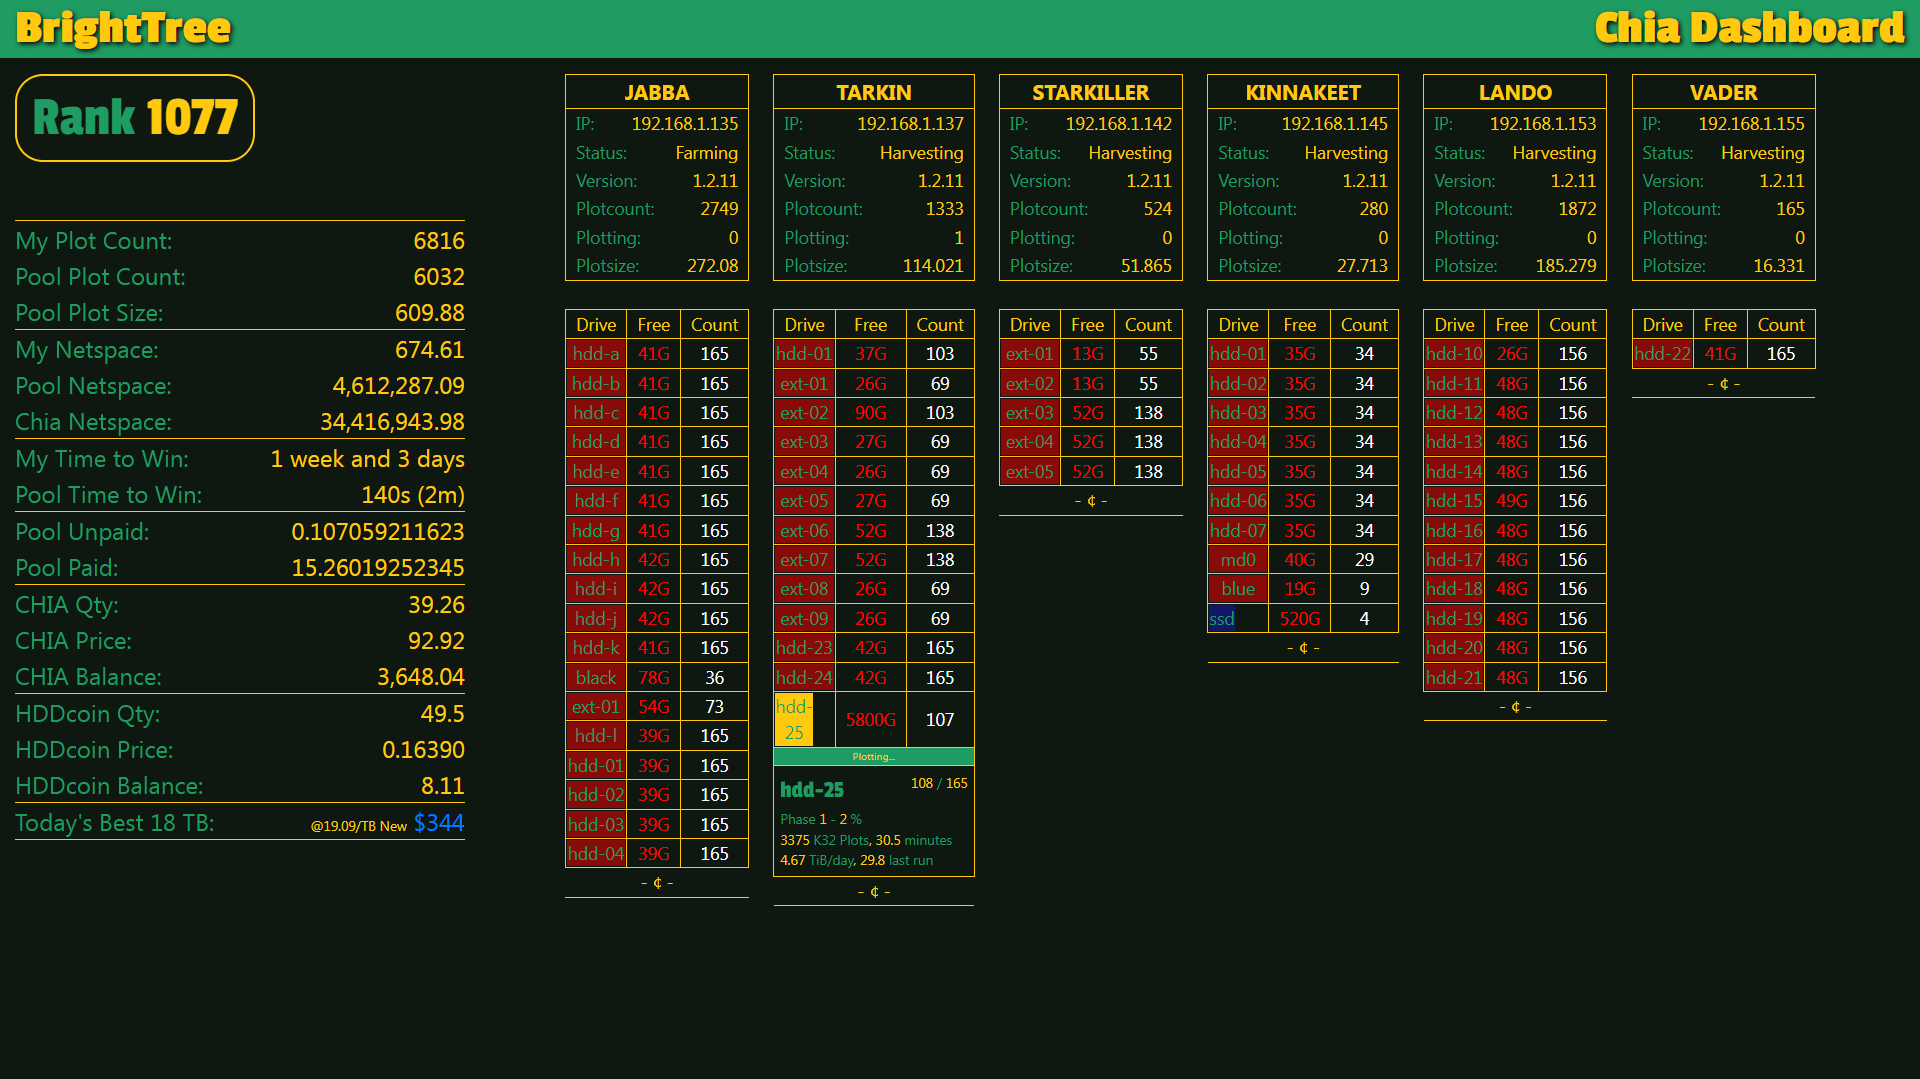 BrightTree
Chia Dashboard
Rank 1077
My Plot Count: 6816
Pool Plot Count: 6032
Pool Plot Size: 609.88
My Netspace: 674.61
Pool Netspace: 4,612,287.09
Chia Netspace: 34,416,943.98
My Time to Win: 1 week and 3 days
Pool Time to Win: 140s (2m)
Pool Unpaid: 0.107059211623
Pool Paid: 15.26019252345
CHIA Qty: 39.26
CHIA Price: 92.92
CHIA Balance: 3,648.04
HDDcoin Qty: 49.5
HDDcoin Price: 0.16390
HDDcoin Balance: 8.11
Today's Best 18 TB: @19.09/TB New $344
JABBA
IP: 192.168.1.135
Status: Farming
Version: 1.2.11
Plotcount: 2749
Plotting: 0
Plotsize: 272.08
Drive Free Count
hdd-a 41G 165
hdd-b 41G 165
hdd-c 41G 165
hdd-d 41G 165
hdd-e 41G 165
hdd-f 41G 165
hdd-g 41G 165
hdd-h 42G 165
hdd-i 42G 165
hdd-j 42G 165
hdd-k 41G 165
black 78G 36
ext-01 54G 73
hdd-l 39G 165
hdd-01 39G 165
hdd-02 39G 165
hdd-03 39G 165
hdd-04 39G 165
- ¢ -
TARKIN
IP: 192.168.1.137
Status: Harvesting
Version: 1.2.11
Plotcount: 1333
Plotting: 1
Plotsize: 114.021
Drive Free Count
hdd-01 37G 103
ext-01 26G 69
ext-02 90G 103
ext-03 27G 69
ext-04 26G 69
ext-05 27G 69
ext-06 52G 138
ext-07 52G 138
ext-08 26G 69
ext-09 26G 69
hdd-23 42G 165
hdd-24 42G 165
hdd-25 5800G 107
Plotting...
hdd-25 108 / 165
Phase 1 - 2 %
3375 K32 Plots, 30.5 minutes
4.67 TiB/day, 29.8 last run
- ¢ -
STARKILLER
IP: 192.168.1.142
Status: Harvesting
Version: 1.2.11
Plotcount: 524
Plotting: 0
Plotsize: 51.865
Drive Free Count
ext-01 13G 55
ext-02 13G 55
ext-03 52G 138
ext-04 52G 138
ext-05 52G 138
- ¢ -
KINNAKEET
IP: 192.168.1.145
Status: Harvesting
Version: 1.2.11
Plotcount: 280
Plotting: 0
Plotsize: 27.713
Drive Free Count
hdd-01 35G 34
hdd-02 35G 34
hdd-03 35G 34
hdd-04 35G 34
hdd-05 35G 34
hdd-06 35G 34
hdd-07 35G 34
md0 40G 29
blue 19G 9
ssd 520G 4
- ¢ -
LANDO
IP: 192.168.1.153
Status: Harvesting
Version: 1.2.11
Plotcount: 1872
Plotting: 0
Plotsize: 185.279
Drive Free Count
hdd-10 26G 156
hdd-11 48G 156
hdd-12 48G 156
hdd-13 48G 156
hdd-14 48G 156
hdd-15 49G 156
hdd-16 48G 156
hdd-17 48G 156
hdd-18 48G 156
hdd-19 48G 156
hdd-20 48G 156
hdd-21 48G 156
- ¢ -
VADER
IP: 192.168.1.155
Status: Harvesting
Version: 1.2.11
Plotcount: 165
Plotting: 0
Plotsize: 16.331
Drive Free Count
hdd-22 41G 165
- ¢ -